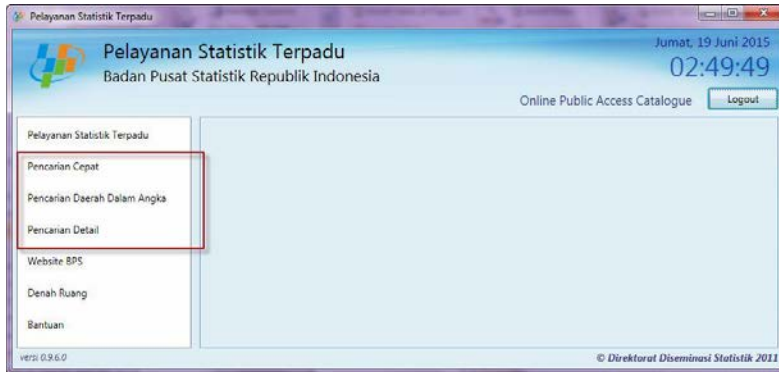 Pelayanan Statistik Terpadu
Pelayanan Statistik Terpadu
Badan Pusat Statistik Republik Indonesia
Jumat, 19 Juni 2015
02:49:49
Online Public Access Catalogue
Logout
Pelayanan Statistik Terpadu
Pencarian Cepat
Pencarian Daerah Dalam Angka
Pencarian Detail
Website BPS
Denah Ruang
Bantuan
versi 0.9.6.0
© Direktorat Diseminasi Statistik 2011